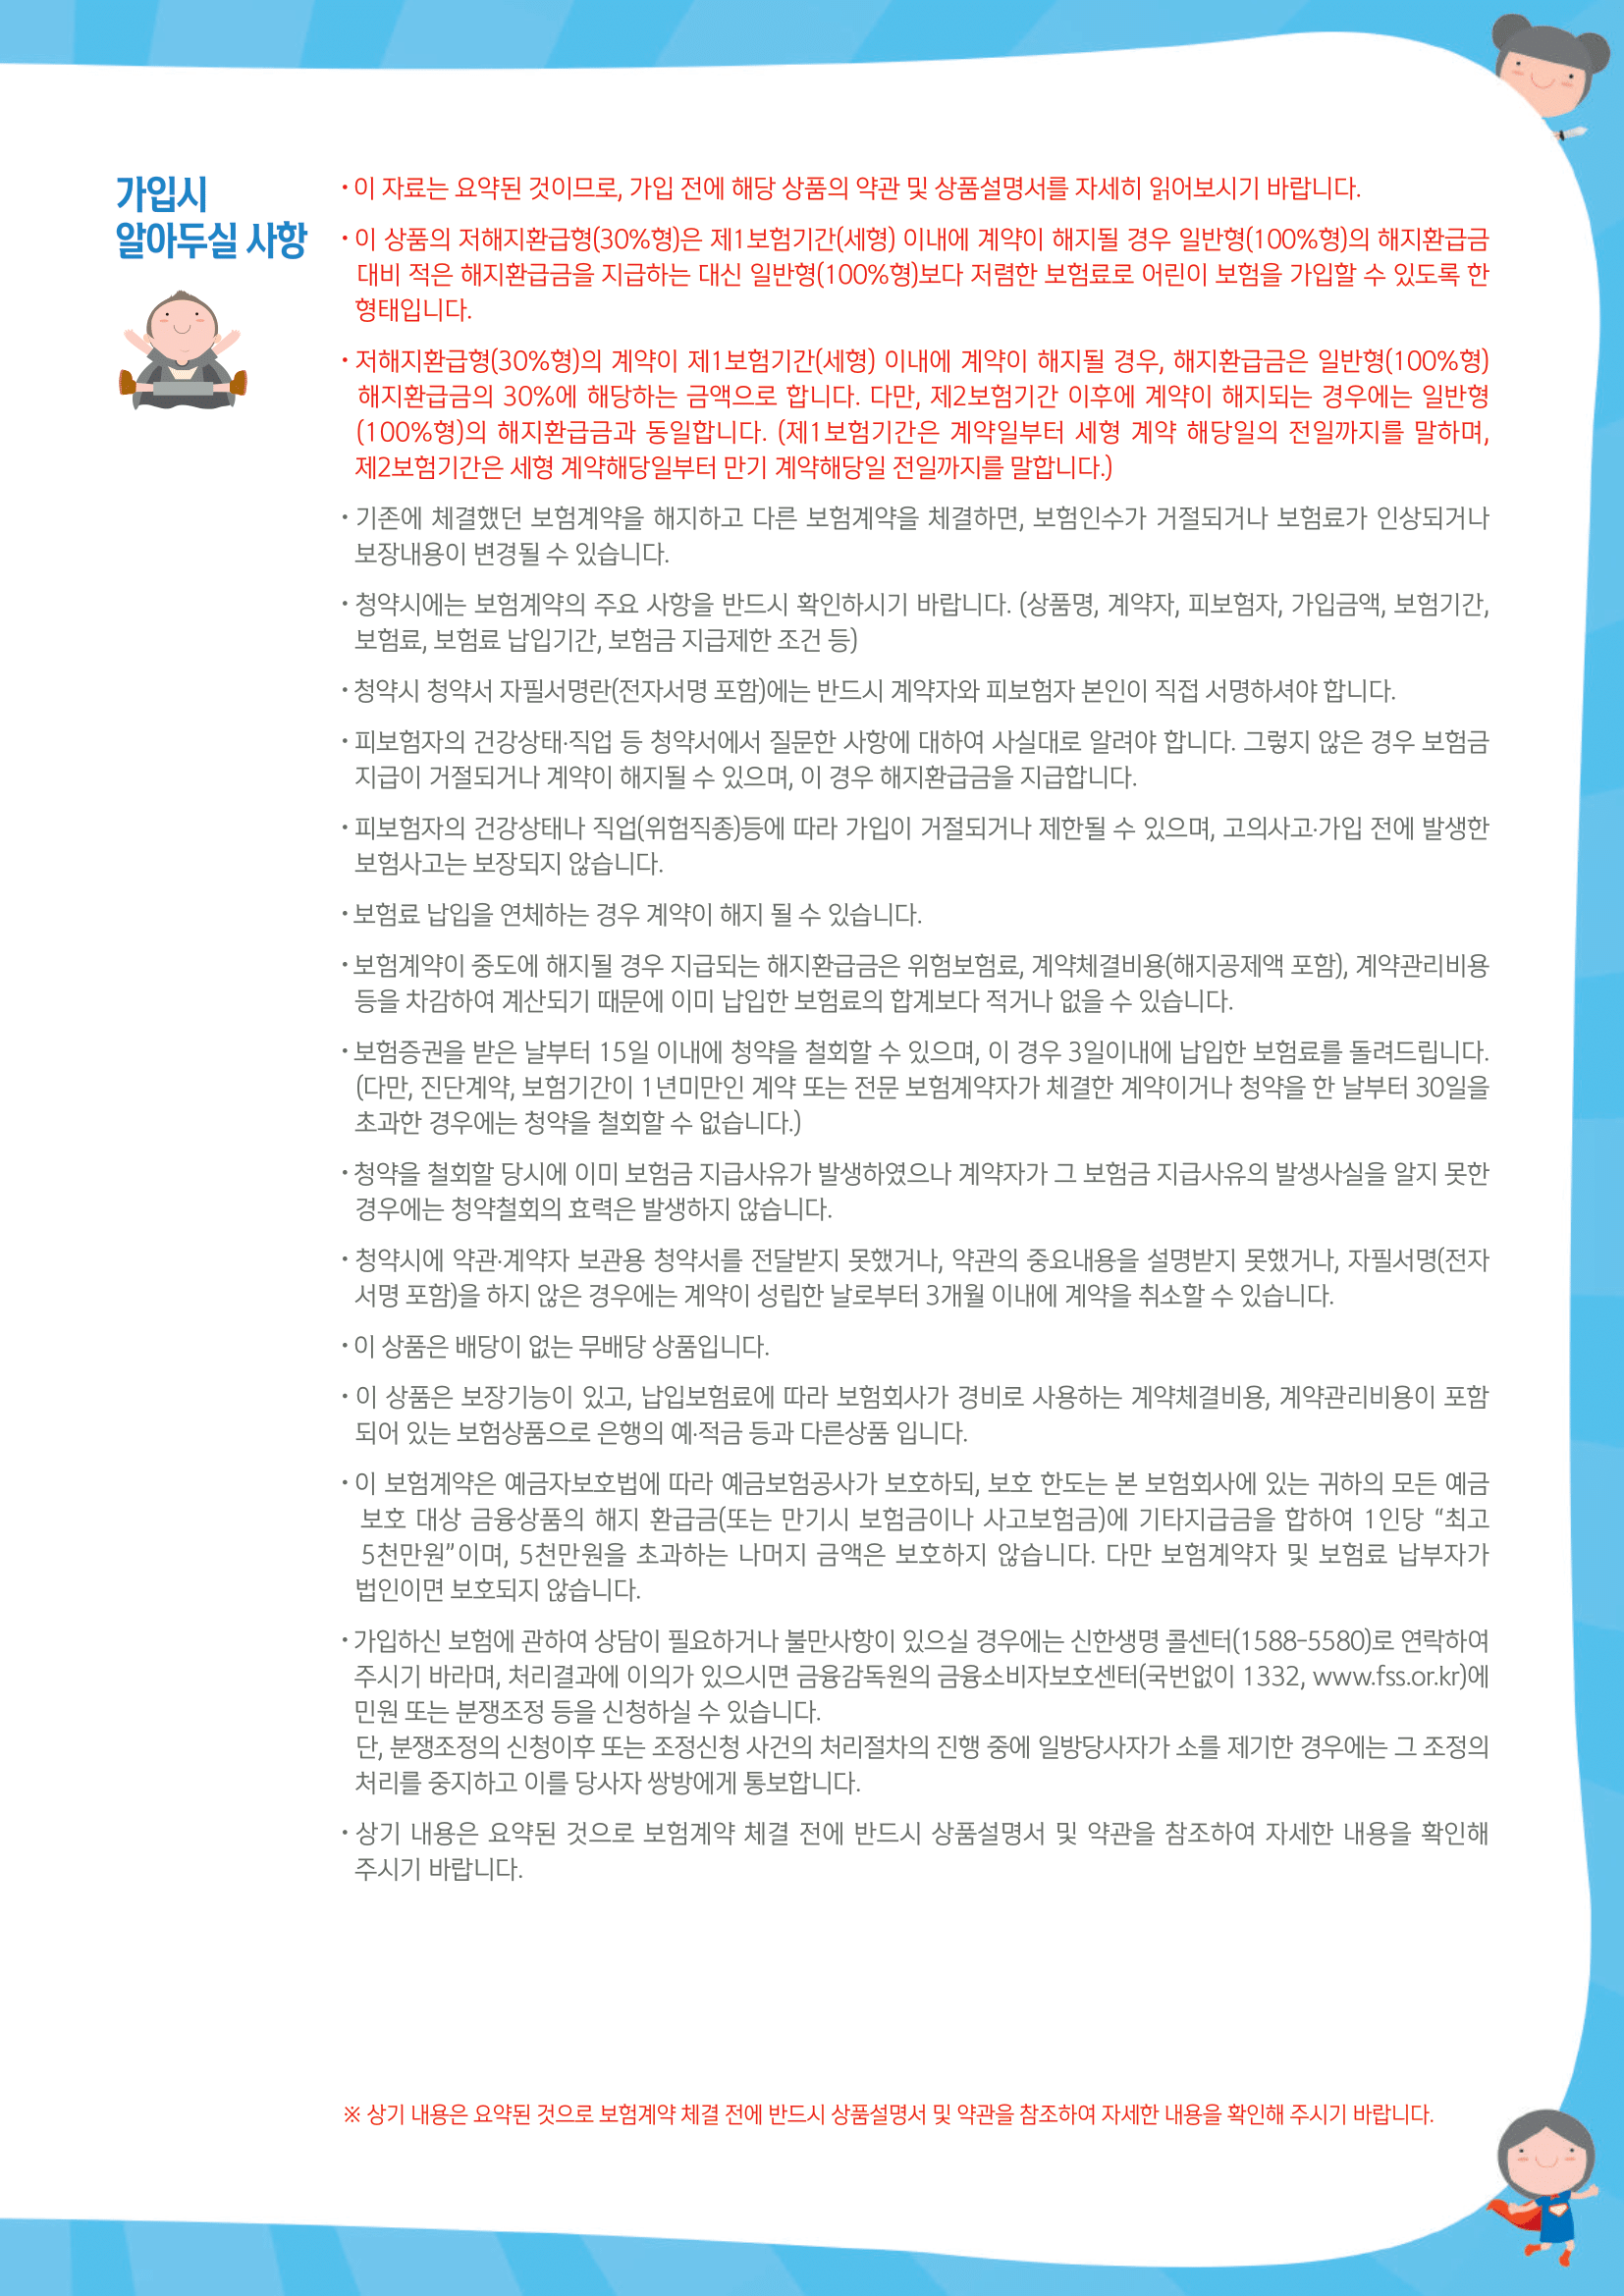 가입시
알아두실 사항
• 이 자료는 요약된 것이므로, 가입 전에 해당 상품의 약관 및 상품설명서를 자세히 읽어보시기 바랍니다.
• 이 상품의 저해지환급형(30%형)은 제1보험기간(세형) 이내에 계약이 해지될 경우 일반형(100%형)의 해지환급금
대비 적은 해지환급금을 지급하는 대신 일반형(100%형)보다 저렴한 보험료로 어린이 보험을 가입할 수 있도록 한
형태입니다.
• 저해지환급형(30%형)의 계약이 제1보험기간(세형) 이내에 계약이 해지될 경우, 해지환급금은 일반형(100%형)
해지환급금의 30%에 해당하는 금액으로 합니다. 다만, 제2보험기간 이후에 계약이 해지되는 경우에는 일반형
(100%형)의 해지환급금과 동일합니다. (제1보험기간은 계약일부터 세형 계약 해당일의 전일까지를 말하며,
제2보험기간은 세형 계약해당일부터 만기 계약해당일 전일까지를 말합니다.)
• 기존에 체결했던 보험계약을 해지하고 다른 보험계약을 체결하면, 보험인수가 거절되거나 보험료가 인상되거나
보장내용이 변경될 수 있습니다.
• 청약시에는 보험계약의 주요 사항을 반드시 확인하시기 바랍니다. (상품명, 계약자, 피보험자, 가입금액, 보험기간,
보험료, 보험료 납입기간, 보험금 지급제한 조건 등)
• 청약시 청약서 자필서명란(전자서명 포함)에는 반드시 계약자와 피보험자 본인이 직접 서명하셔야 합니다.
• 피보험자의 건강상태·직업 등 청약서에서 질문한 사항에 대하여 사실대로 알려야 합니다. 그렇지 않은 경우 보험금
지급이 거절되거나 계약이 해지될 수 있으며, 이 경우 해지환급금을 지급합니다.
• 피보험자의 건강상태나 직업(위험직종)등에 따라 가입이 거절되거나 제한될 수 있으며, 고의사고·가입 전에 발생한
보험사고는 보장되지 않습니다.
• 보험료 납입을 연체하는 경우 계약이 해지 될 수 있습니다.
• 보험계약이 중도에 해지될 경우 지급되는 해지환급금은 위험보험료, 계약체결비용(해지공제액 포함), 계약관리비용
등을 차감하여 계산되기 때문에 이미 납입한 보험료의 합계보다 적거나 없을 수 있습니다.
• 보험증권을 받은 날부터 15일 이내에 청약을 철회할 수 있으며, 이 경우 3일이내에 납입한 보험료를 돌려드립니다.
(다만, 진단계약, 보험기간이 1년미만인 계약 또는 전문 보험계약자가 체결한 계약이거나 청약을 한 날부터 30일을
초과한 경우에는 청약을 철회할 수 없습니다.)
• 청약을 철회할 당시에 이미 보험금 지급사유가 발생하였으나 계약자가 그 보험금 지급사유의 발생사실을 알지 못한
경우에는 청약철회의 효력은 발생하지 않습니다.
• 청약시에 약관·계약자 보관용 청약서를 전달받지 못했거나, 약관의 중요내용을 설명받지 못했거나, 자필서명(전자
서명 포함)을 하지 않은 경우에는 계약이 성립한 날로부터 3개월 이내에 계약을 취소할 수 있습니다.
• 이 상품은 배당이 없는 무배당 상품입니다.
• 이 상품은 보장기능이 있고, 납입보험료에 따라 보험회사가 경비로 사용하는 계약체결비용, 계약관리비용이 포함
되어 있는 보험상품으로 은행의 예·적금 등과 다른상품 입니다.
• 이 보험계약은 예금자보호법에 따라 예금보험공사가 보호하되, 보호 한도는 본 보험회사에 있는 귀하의 모든 예금
보호 대상 금융상품의 해지 환급금(또는 만기시 보험금이나 사고보험금)에 기타지급금을 합하여 1인당 “최고
5천만원”이며, 5천만원을 초과하는 나머지 금액은 보호하지 않습니다. 다만 보험계약자 및 보험료 납부자가
법인이면 보호되지 않습니다.
• 가입하신 보험에 관하여 상담이 필요하거나 불만사항이 있으실 경우에는 신한생명 콜센터(1588-5580)로 연락하여
주시기 바라며, 처리결과에 이의가 있으시면 금융감독원의 금융소비자보호센터(국번없이 1332, www.fss.or.kr)에
민원 또는 분쟁조정 등을 신청하실 수 있습니다.
단, 분쟁조정의 신청이후 또는 조정신청 사건의 처리절차의 진행 중에 일방당사자가 소를 제기한 경우에는 그 조정의
처리를 중지하고 이를 당사자 쌍방에게 통보합니다.
• 상기 내용은 요약된 것으로 보험계약 체결 전에 반드시 상품설명서 및 약관을 참조하여 자세한 내용을 확인해
주시기 바랍니다.
※ 상기 내용은 요약된 것으로 보험계약 체결 전에 반드시 상품설명서 및 약관을 참조하여 자세한 내용을 확인해 주시기 바랍니다.